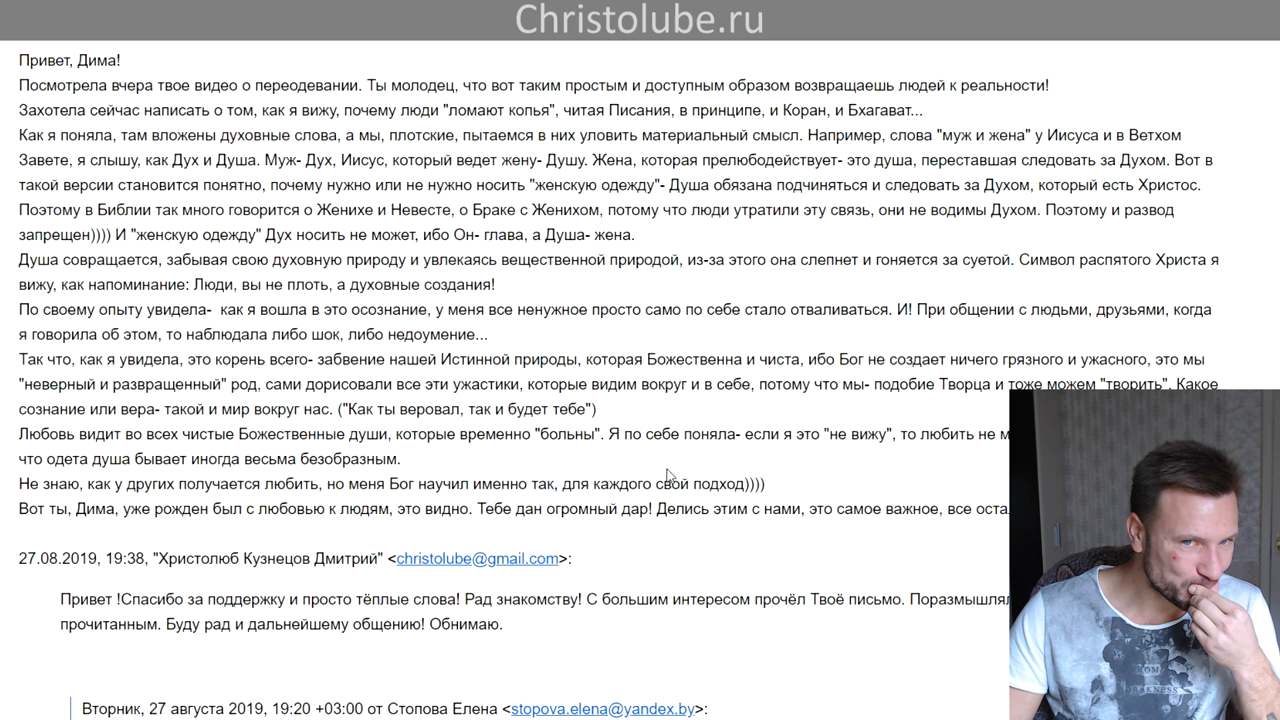 Christolube.ru
Привет, Дима!
Посмотрела вчера твое видео о переодевании. Ты молодец, что вот таким простым и доступным образом возвращаешь людей к реальности!
Захотела сейчас написать о том, как я вижу, почему люди "ломают копья", читая Писания, в принципе, и Коран, и Бхагават...
Как я поняла, там вложены духовные слова, а мы, плотские, пытаемся в них уловить материальный смысл. Например, слова "муж и жена" у Иисуса и в Ветхом
Завете, я слышу, как Дух и Душа. Муж- Дух, Иисус, который ведет жену- Душу. Жена, которая прелюбодействует- это душа, переставшая следовать за Духом. Вот в
такой версии становится понятно, почему нужно или не нужно носить "женскую одежду"- Душа обязана подчиняться и следовать за Духом, который есть Христос.
Поэтому в Библии так много говорится о Женихе и Невесте, о Браке с Женихом, потому что люди утратили эту связь, они не водимы Духом. Поэтому и развод
запрещен)))) И "женскую одежду" Дух носить не может, ибо Он- глава, а Душа- жена.
Душа совращается, забывая свою духовную природу и увлекаясь вещественной природой, из-за этого она слепнет и гоняется за суетой. Символ распятого Христа я
вижу, как напоминание: Люди, вы не плоть, а духовные создания!
По своему опыту увидела- как я вошла в это осознание, у меня все ненужное просто само по себе стало отваливаться. И! При общении с людьми, друзьями, когда
я говорила об этом, то наблюдала либо шок, либо недоумение...
Так что, как я увидела, это корень всего- забвение нашей Истинной природы, которая Божественна и чиста, ибо Бог не создает ничего грязного и ужасного, это мы
"неверный и развращенный" род, сами дорисовали все эти ужастики, которые видим вокруг и в себе, потому что мы- подобие Творца и тоже можем "творить". Какое
сознание или вера- такой и мир вокруг нас. ("Как ты веровал, так и будет тебе")
Любовь видит во всех чистые Божественные души, которые временно "больны". Я по себе поняла- если я это "не вижу", то любить не
что одета душа бывает иногда весьма безобразным.
Не знаю, как у других получается любить, но меня Бог научил именно так, для каждого свой подход))))
Вот ты, Дима, уже рожден был с любовью к людям, это видно. Тебе дан огромный дар! Делись этим с нами, это самое важное, все
27.08.2019, 19:38, "Христолюб Кузнецов Дмитрий" <christolube@gmail.com>:
Привет !Спасибо за поддержку и просто тёплые слова! Рад знакомству! С большим интересом прочёл Твоё письмо.
прочитанным. Буду рад и дальнейшему общению! Обнимаю.
Вторник, 27 августа 2019, 19:20 +03:00 от Стопова Елена <stopova.elena@yandex.by>: